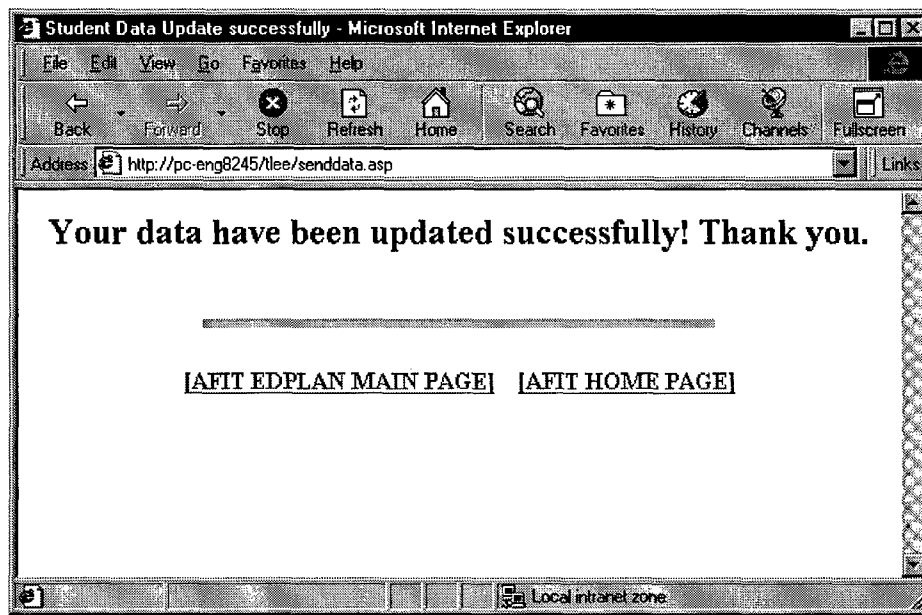 Student Data Update successfully - Microsoft Internet Explorer
File Edit View Go Favorites Help
Back Forward Stop Refresh Home Search Favorites History Channels Fullscreen
Address http://pc-eng8245/tlee/senddata.asp Links
Your data have been updated successfully! Thank you.
[AFIT EDPLAN MAIN PAGE] [AFIT HOME PAGE]
Local intranet zone